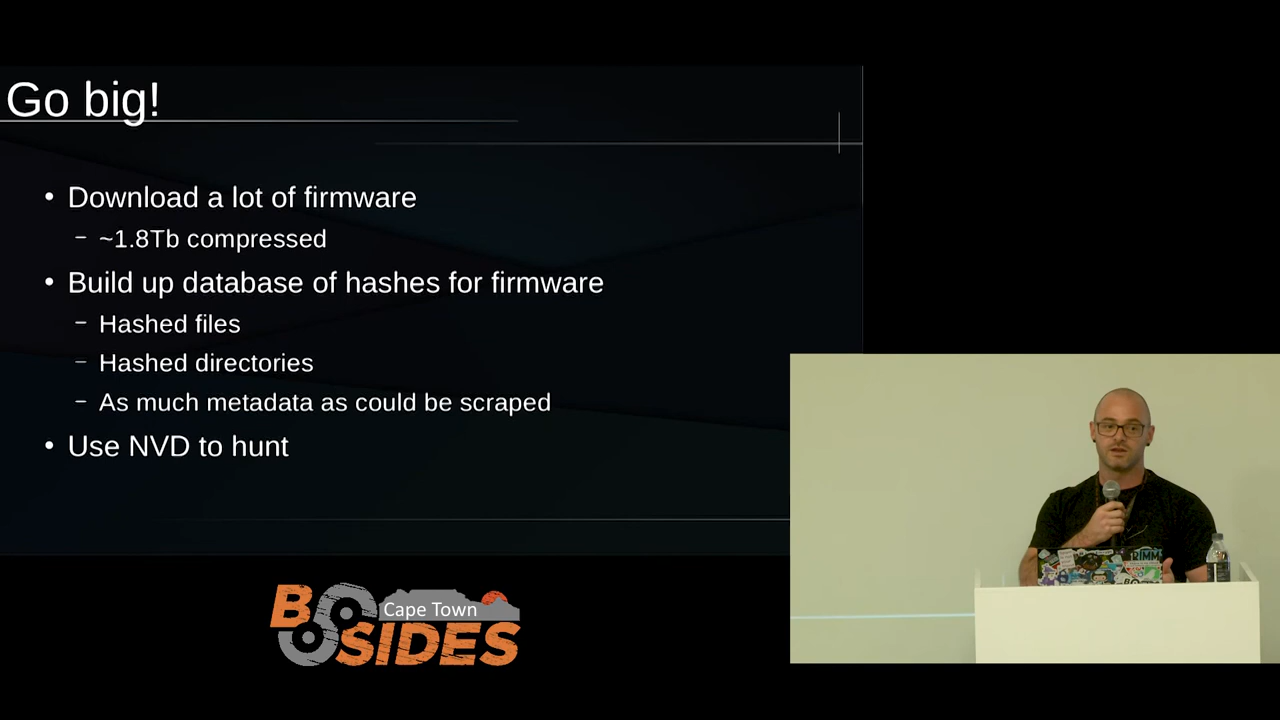 Go big!
• Download a lot of firmware
– ~1.8Tb compressed
• Build up database of hashes for firmware
– Hashed files
– Hashed directories
– As much metadata as could be scraped
• Use NVD to hunt
BSIDES
Cape Town